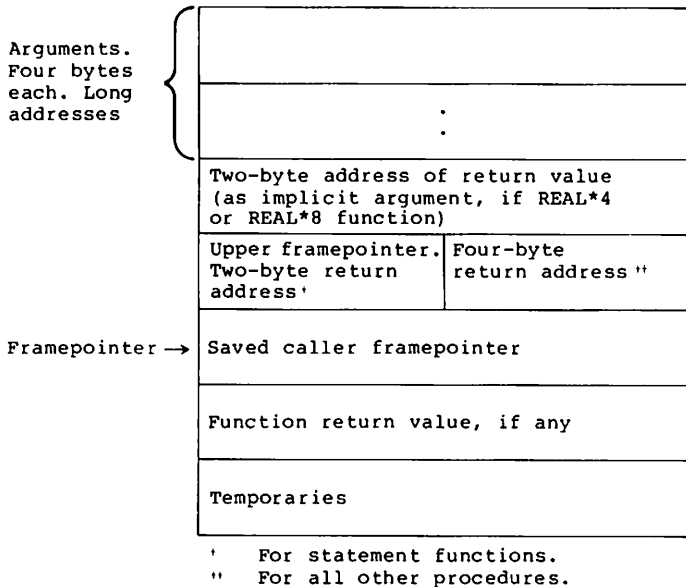 Arguments.
Four bytes
each. Long
addresses
.
.
Two-byte address of return value
(as implicit argument, if REAL*4
or REAL*8 function)
Upper framepointer.
Two-byte return
address†
Four-byte
return address††
Framepointer →
Saved caller framepointer
Function return value, if any
Temporaries
† For statement functions.
†† For all other procedures.